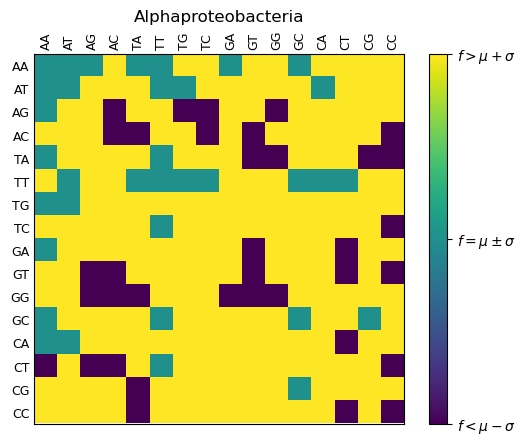 Alphaproteobacteria
AA AT AG AC TA TT TG TC GA GT GG GC CA CT CG CC
AA
AT
AG
AC
TA
TT
TG
TC
GA
GT
GG
GC
CA
CT
CG
CC
f > μ + σ
f = μ ± σ
f < μ − σ